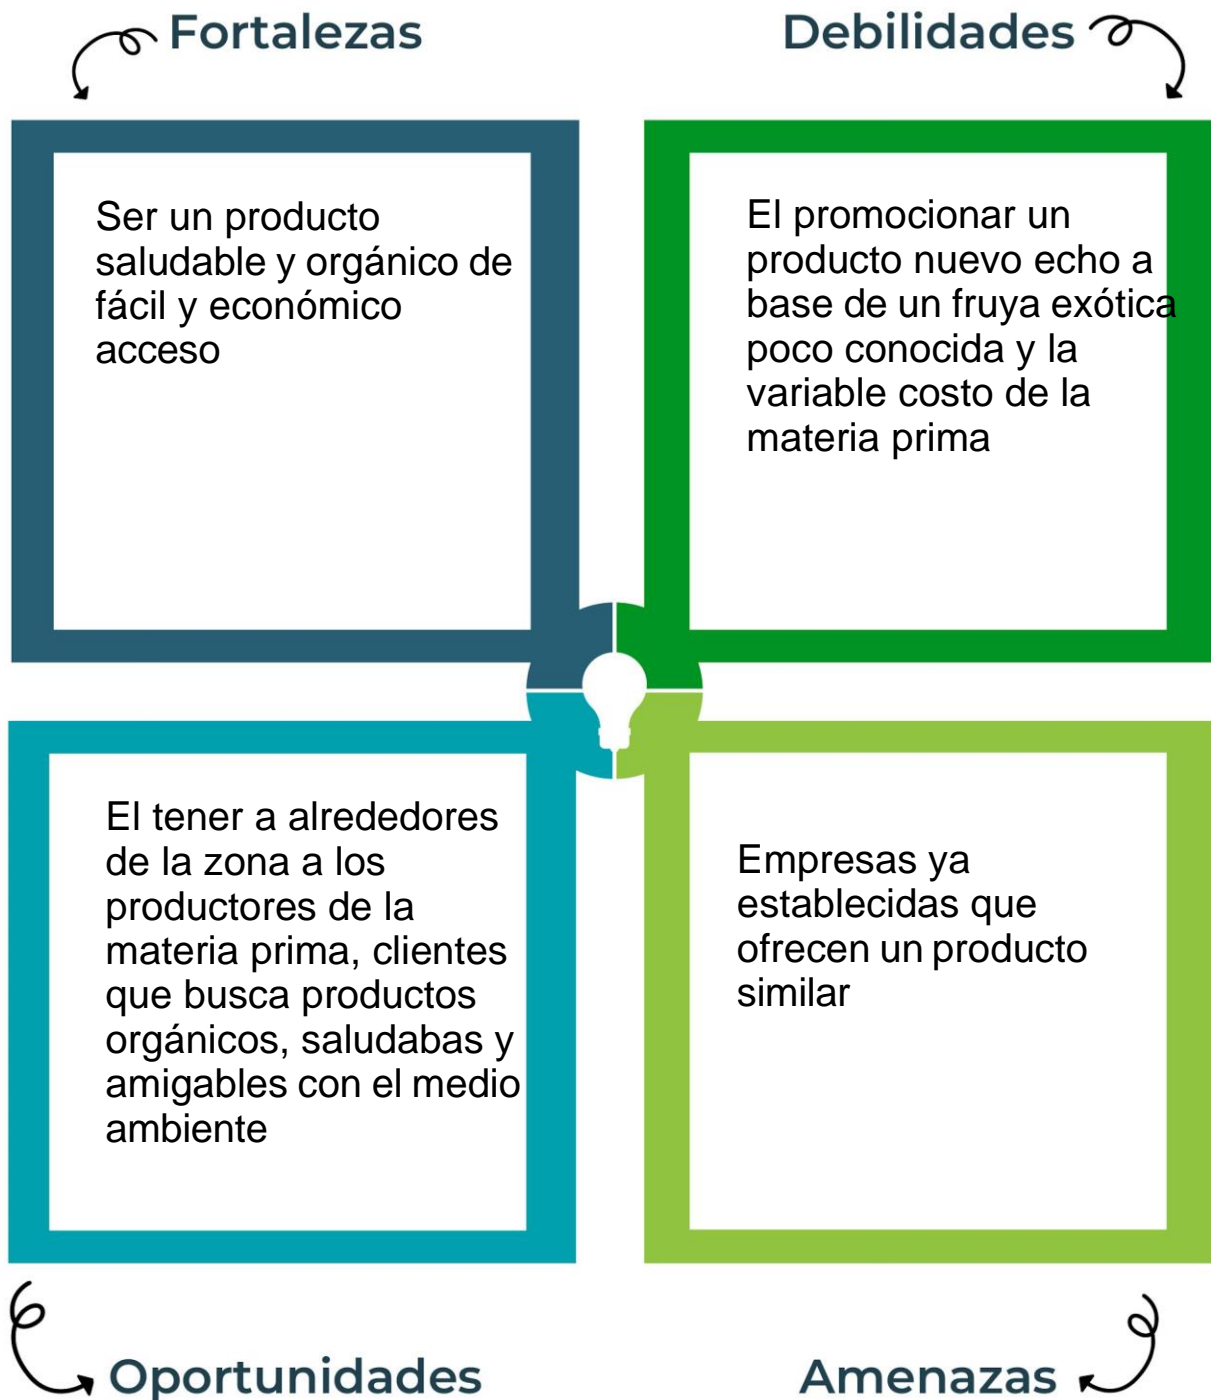 Fortalezas
Ser un producto
saludable y orgánico de
fácil y económico
acceso
Debilidades
El promocionar un
producto nuevo echo a
base de un fruya exótica
poco conocida y la
variable costo de la
materia prima
El tener a alrededores
de la zona a los
productores de la
materia prima, clientes
que busca productos
orgánicos, saludabas y
amigables con el medio
ambiente
Oportunidades
Empresas ya
establecidas que
ofrecen un producto
similar
Amenazas